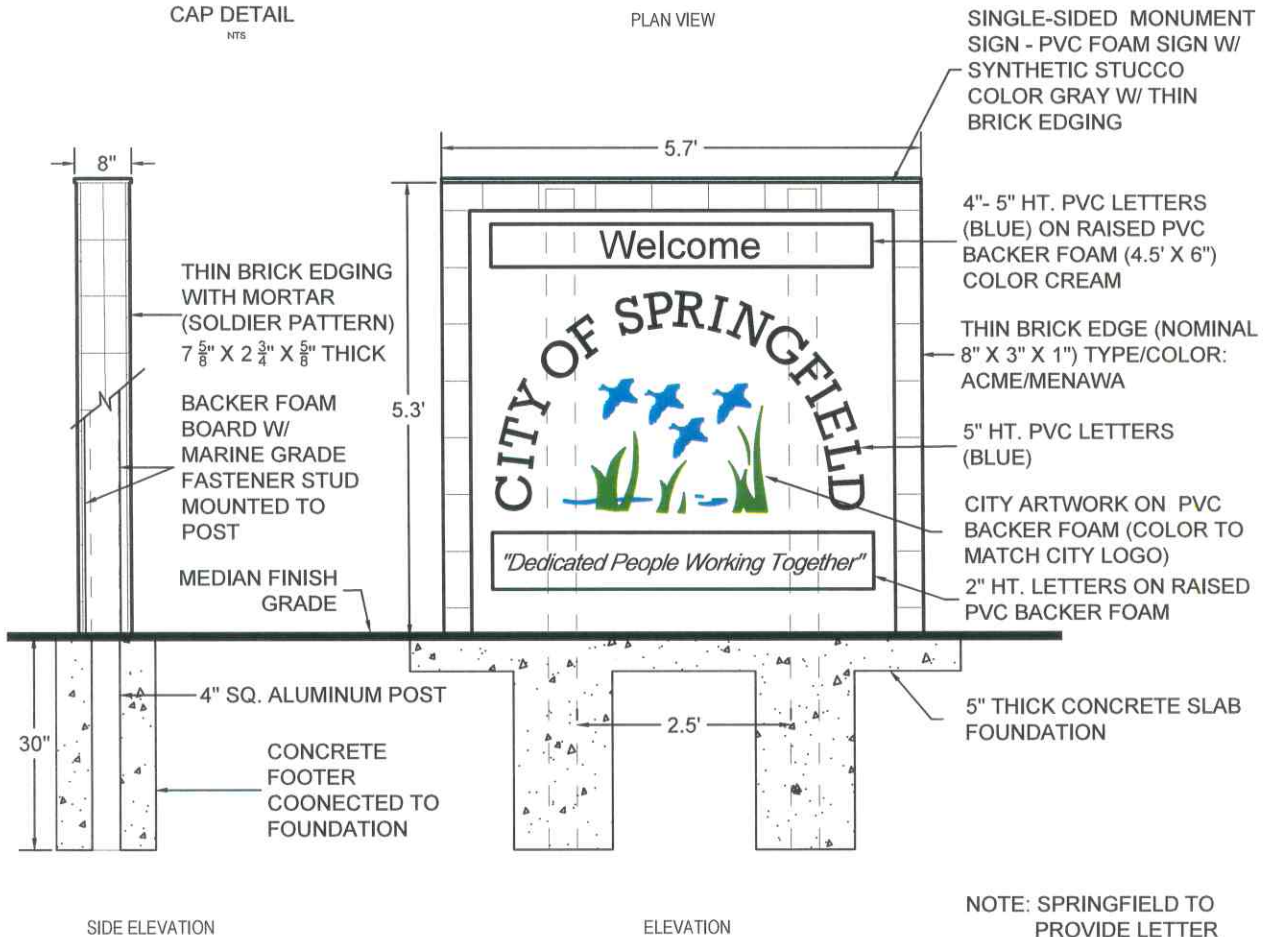 CAP DETAIL
NTS
PLAN VIEW
SINGLE-SIDED MONUMENT
SIGN - PVC FOAM SIGN W/
SYNTHETIC STUCCO
COLOR GRAY W/ THIN
BRICK EDGING
8"
5.7'
THIN BRICK EDGING
WITH MORTAR
(SOLDIER PATTERN)
7 5/8" X 2 3/4" X 5/8" THICK
BACKER FOAM
BOARD W/
MARINE GRADE
FASTENER STUD
MOUNTED TO
POST
MEDIAN FINISH
GRADE
5.3'
Welcome
CITY OF SPRINGFIELD
"Dedicated People Working Together"
4"- 5" HT. PVC LETTERS
(BLUE) ON RAISED PVC
BACKER FOAM (4.5' X 6")
COLOR CREAM
THIN BRICK EDGE (NOMINAL
8" X 3" X 1") TYPE/COLOR:
ACME/MENAWA
5" HT. PVC LETTERS
(BLUE)
CITY ARTWORK ON PVC
BACKER FOAM (COLOR TO
MATCH CITY LOGO)
2" HT. LETTERS ON RAISED
PVC BACKER FOAM
30"
4" SQ. ALUMINUM POST
CONCRETE
FOOTER
COONECTED TO
FOUNDATION
2.5'
5" THICK CONCRETE SLAB
FOUNDATION
SIDE ELEVATION
ELEVATION
NOTE: SPRINGFIELD TO
PROVIDE LETTER